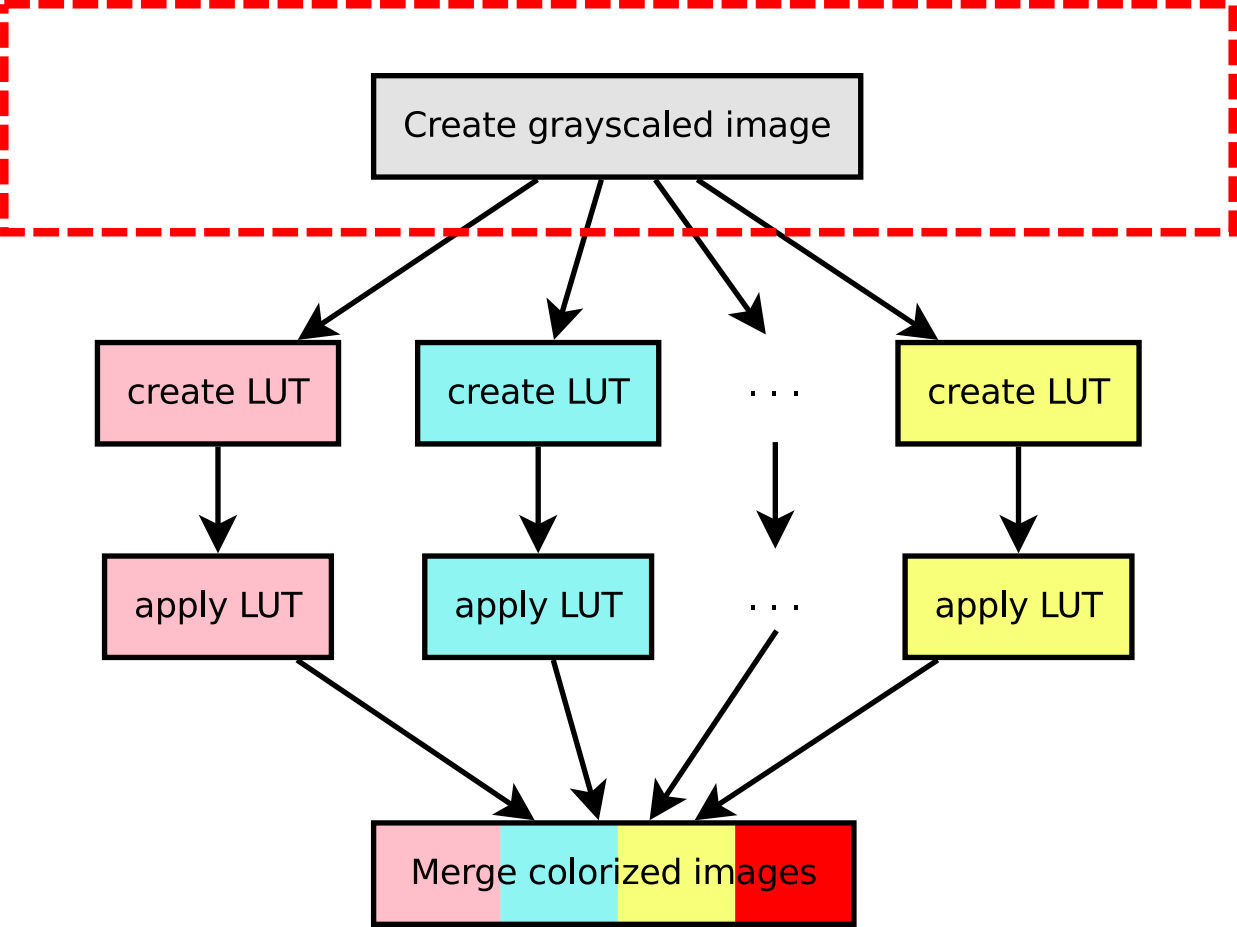 Create grayscaled image
create LUT
create LUT
. . .
create LUT
apply LUT
apply LUT
. . .
apply LUT
Merge colorized images